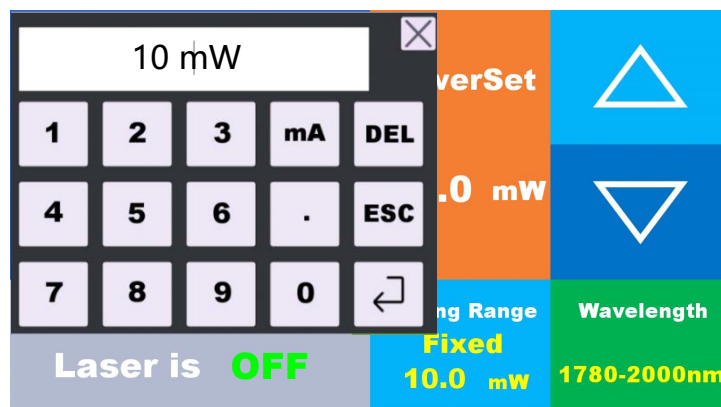 10 mW
verSet
1 2 3 mA DEL
.0 mW
4 5 6 . ESC
7 8 9 0
ng Range
Fixed
10.0 mW
Wavelength
1780-2000nm
Laser is OFF